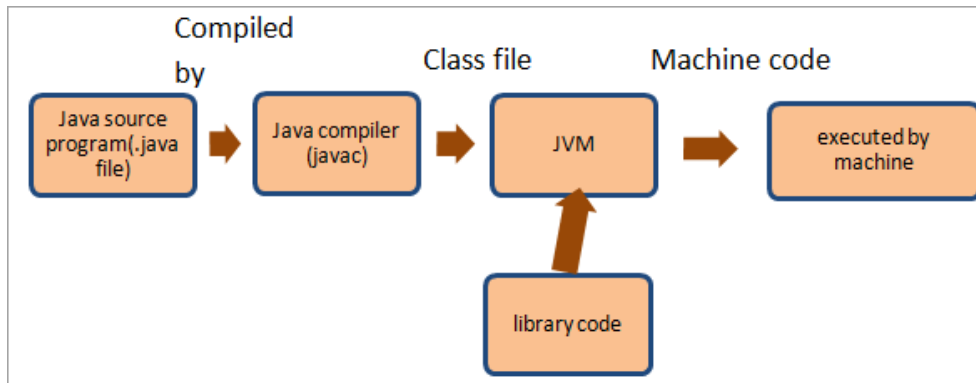 Compiled
by
Class file
Machine code
Java source
program(.java
file)
Java compiler
(javac)
JVM
executed by
machine
library code